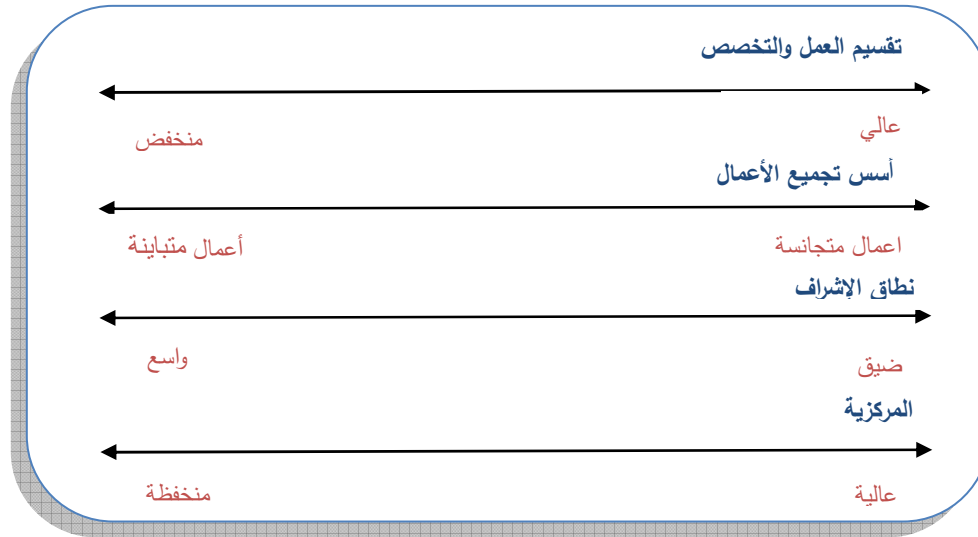 تقسيم العمل والتخصص
عالي
منخفض
أسس تجميع الأعمال
اعمال متجانسة
أعمال متباينة
نطاق الإشراف
ضيق
واسع
المركزية
عالية
منخفظة